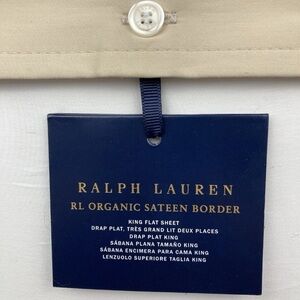 RALPH LAUREN
RL ORGANIC SATEEN BORDER
KING FLAT SHEET
DRAP PLAT, TRÈS GRAND LIT DEUX PLACES
DRAP PLAT KING
SÁBANA PLANA TAMAÑO KING
SÁBANA ENCIMERA PARA CAMA KING
LENZUOLO SUPERIORE TAGLIA KING